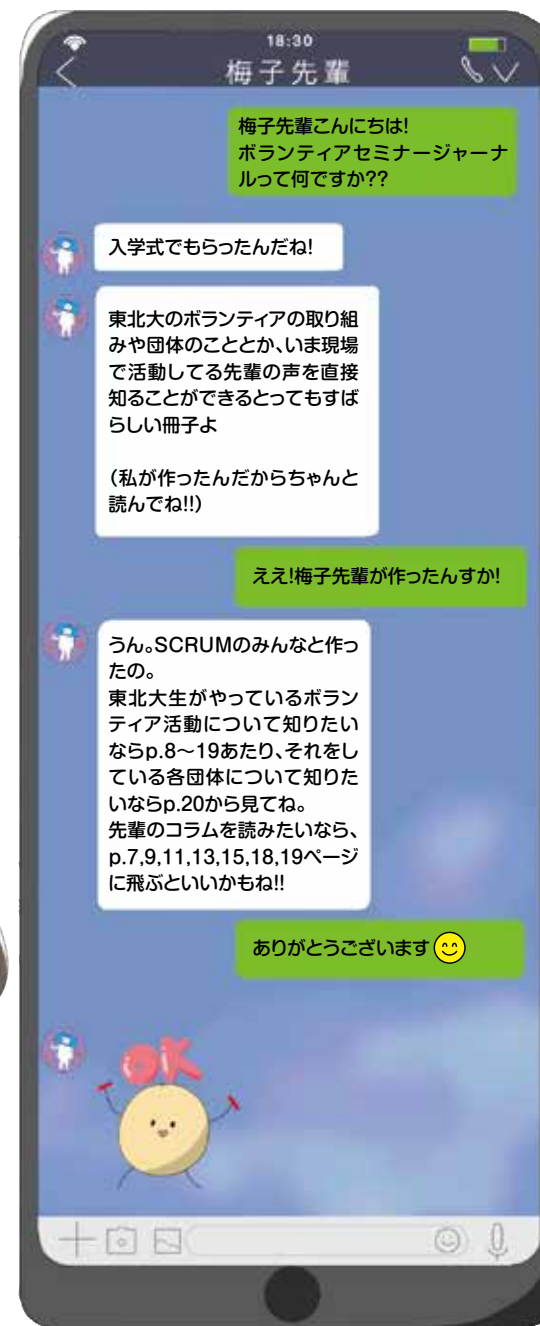 18:30
梅子先輩
梅子先輩こんにちは!
ボランティアセミナージャーナ
ルって何ですか??
入学式でもらったんだね!
東北大のボランティアの取り組
みや団体のこととか、いま現場
で活動してる先輩の声を直接
知ることができるとってもすば
らしい冊子よ
(私が作ったんだからちゃんと
読んでね!!)
ええ!梅子先輩が作ったんすか!
うん。SCRUMのみんなと作っ
たの。
東北大生がやっているボラン
ティア活動について知りたい
ならp.8〜19あたり、それをし
ている各団体について知りた
いならp.20から見てね。
先輩のコラムを読みたいなら、
p.7,9,11,13,15,18,19ページ
に飛ぶといいかもね!!
ありがとうございます
OK